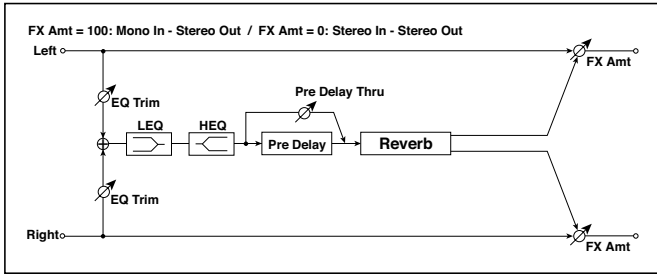 FX Amt = 100: Mono In - Stereo Out / FX Amt = 0: Stereo In - Stereo Out
Left
FX Amt
Pre Delay Thru
EQ Trim
LEQ
HEQ
Pre Delay
Reverb
EQ Trim
Right
FX Amt